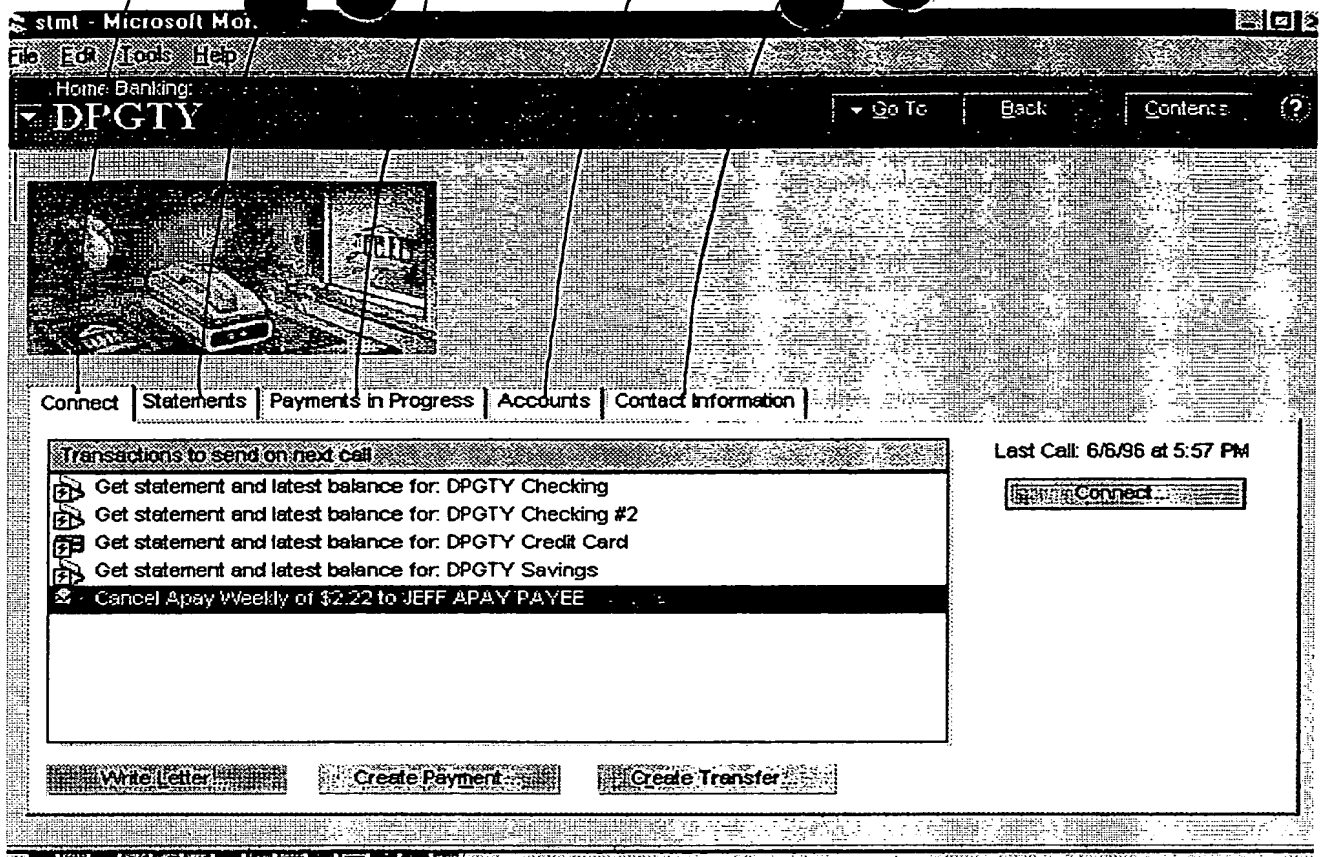 stmt - Microsoft Mo
File Edit Tools Help
Home Banking:
DPGTY
Go To Back Contents ?
Connect Statements Payments in Progress Accounts Contact Information
Transactions to send on next call
Last Call: 6/6/96 at 5:57 PM
Get statement and latest balance for: DPGTY Checking
Connect...
Get statement and latest balance for: DPGTY Checking #2
Get statement and latest balance for: DPGTY Credit Card
Get statement and latest balance for: DPGTY Savings
Cancel Apay Weekly of $2.22 to JEFF APAY PAYEE
Write Letter Create Payment Create Transfer